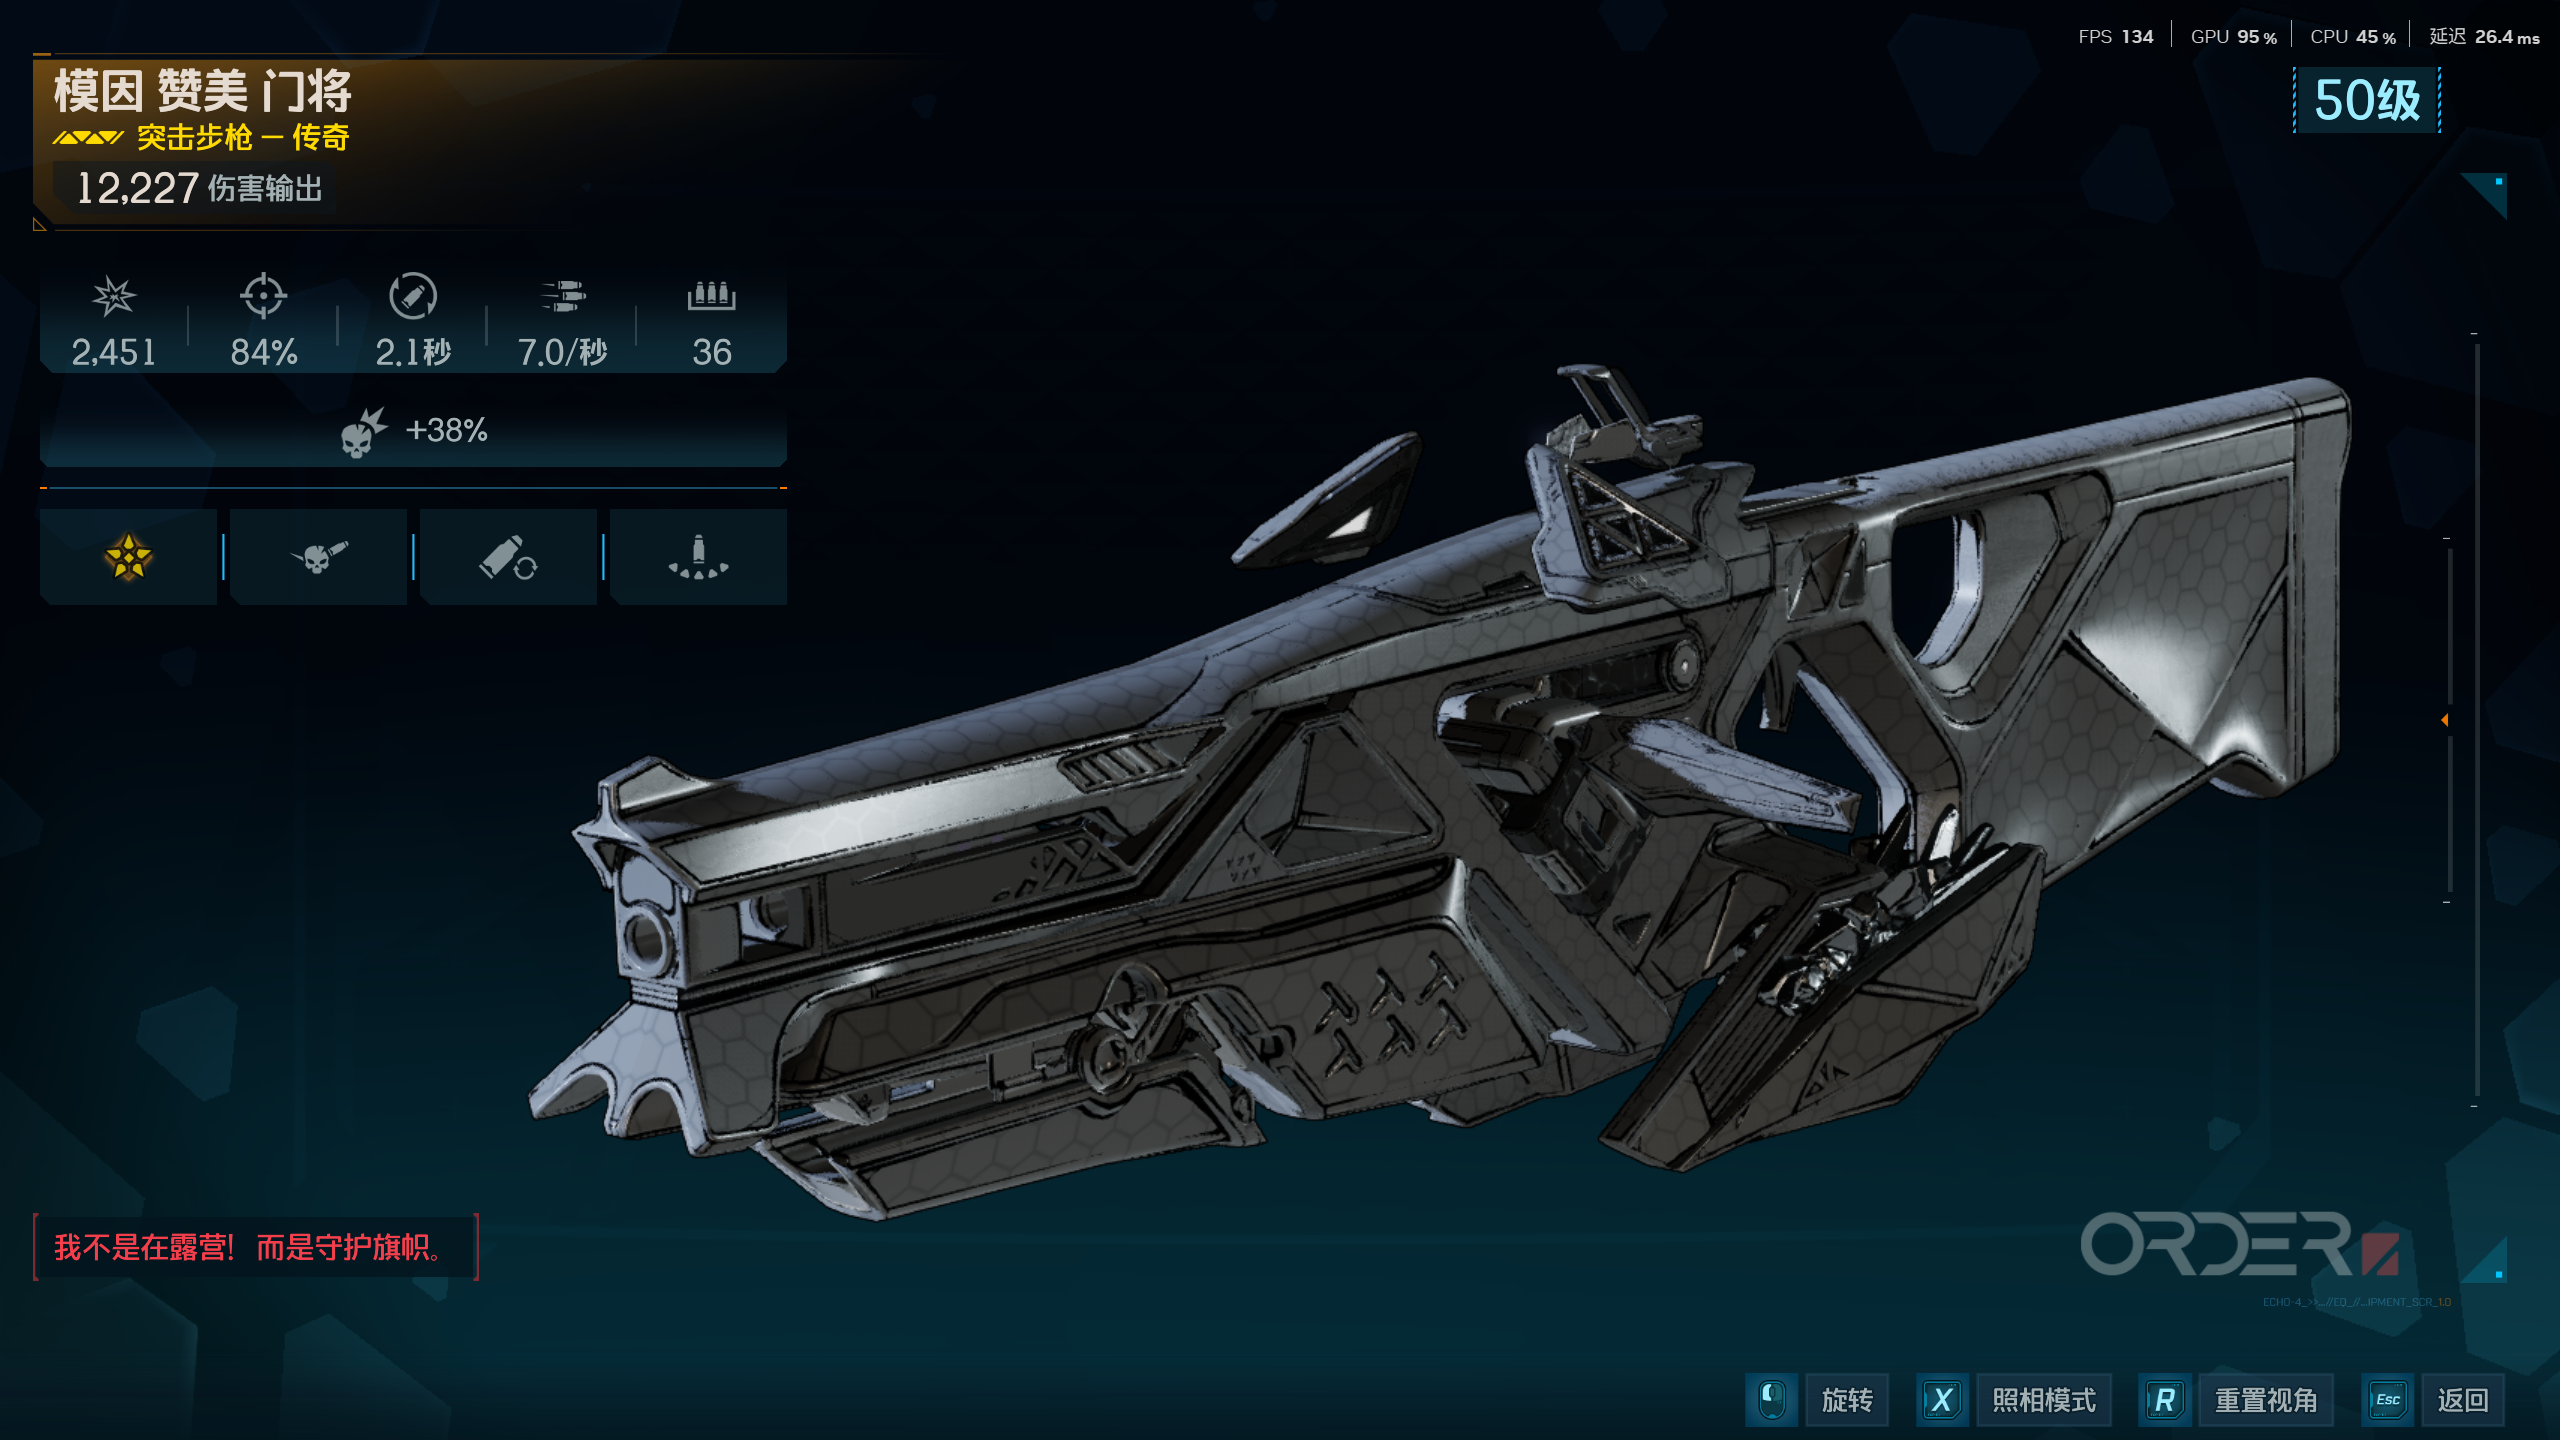 FPS 134 GPU 95 % CPU 45 % 延迟 26.4 ms
模因 赞美 门将
50级
突击步枪 – 传奇
12,227 伤害输出
2,451 84% 2.1秒 7.0/秒 36
+38%
我不是在露营! 而是守护旗帜。
ORDER
旋转 X 照相模式 R 重置视角 Esc 返回